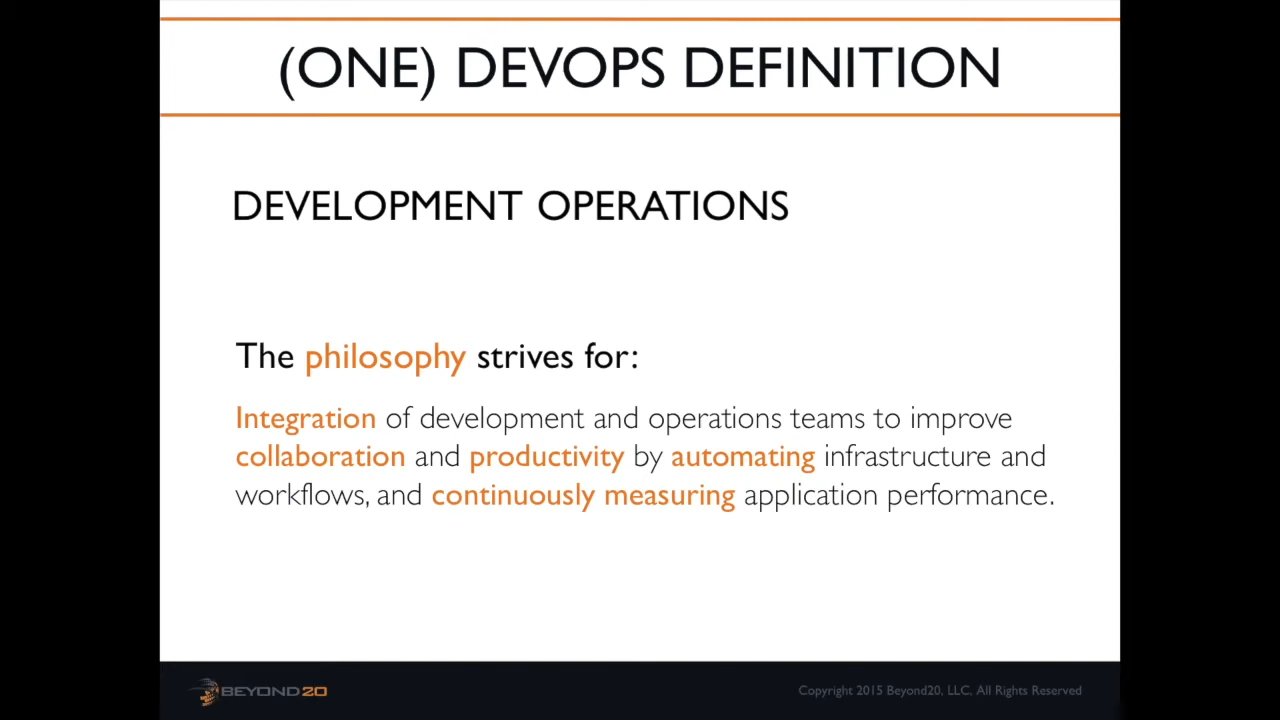 (ONE) DEVOPS DEFINITION
DEVELOPMENT OPERATIONS
The philosophy strives for:
Integration of development and operations teams to improve
collaboration and productivity by automating infrastructure and
workflows, and continuously measuring application performance.
BEYOND20
Copyright 2015 Beyond20, LLC, All Rights Reserved